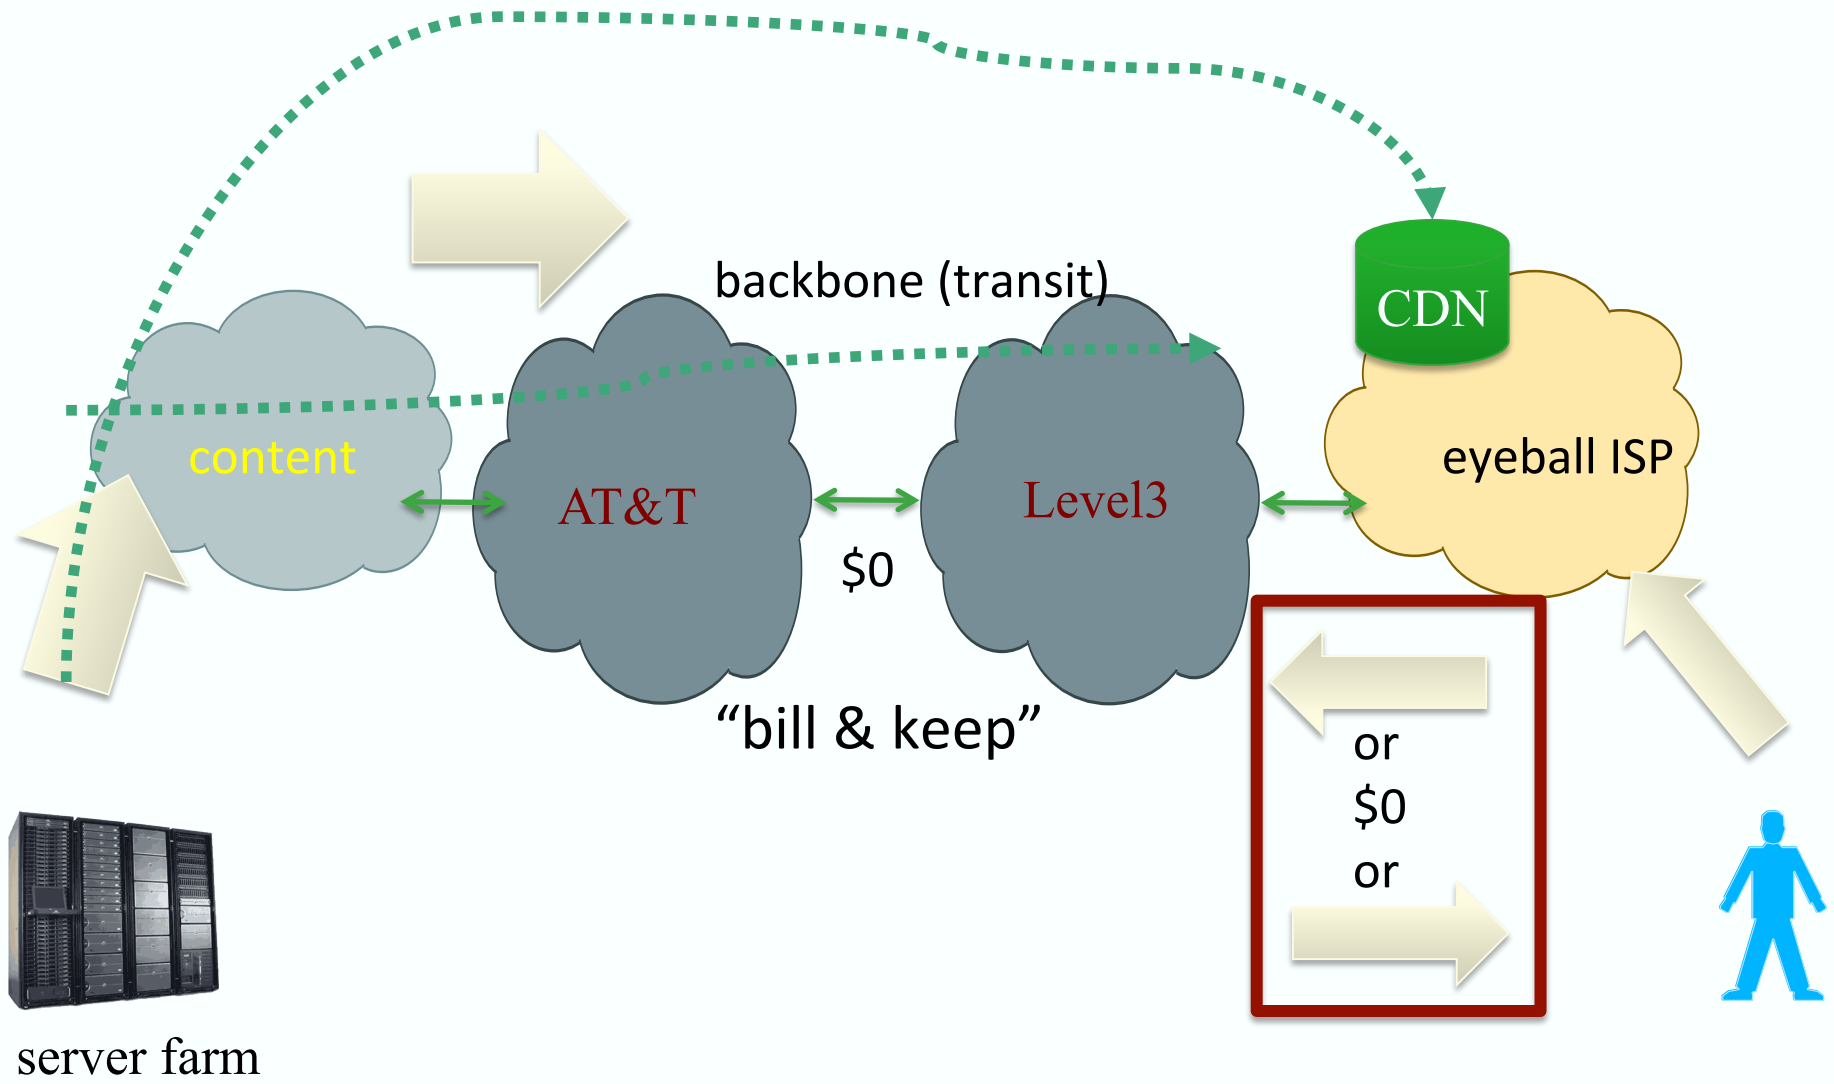 backbone (transit)
CDN
content
AT&T
Level3
eyeball ISP
$0
“bill & keep”
or
$0
or
server farm